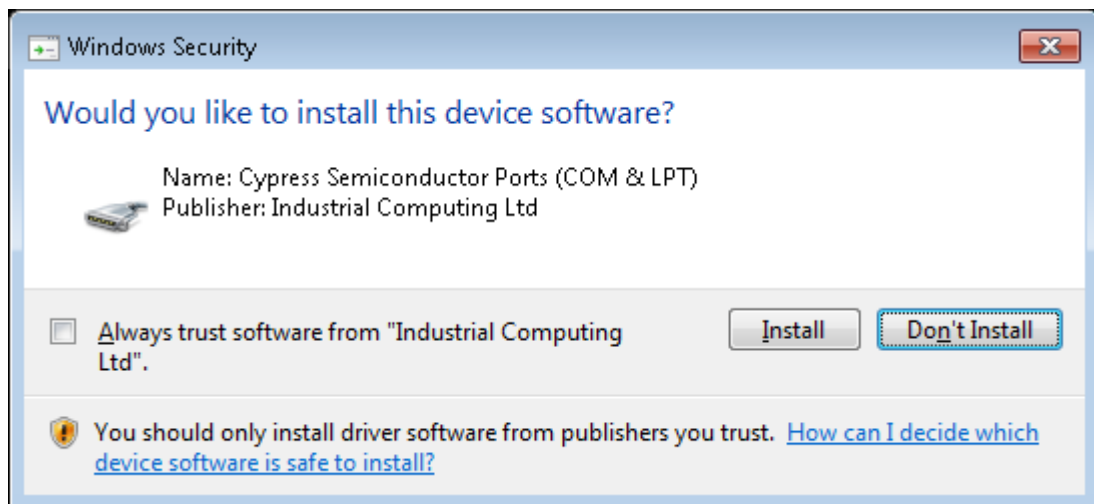 Windows Security
Would you like to install this device software?
Name: Cypress Semiconductor Ports (COM & LPT)
Publisher: Industrial Computing Ltd
Always trust software from "Industrial Computing
Ltd".
Install
Don't Install
You should only install driver software from publishers you trust. How can I decide which
device software is safe to install?